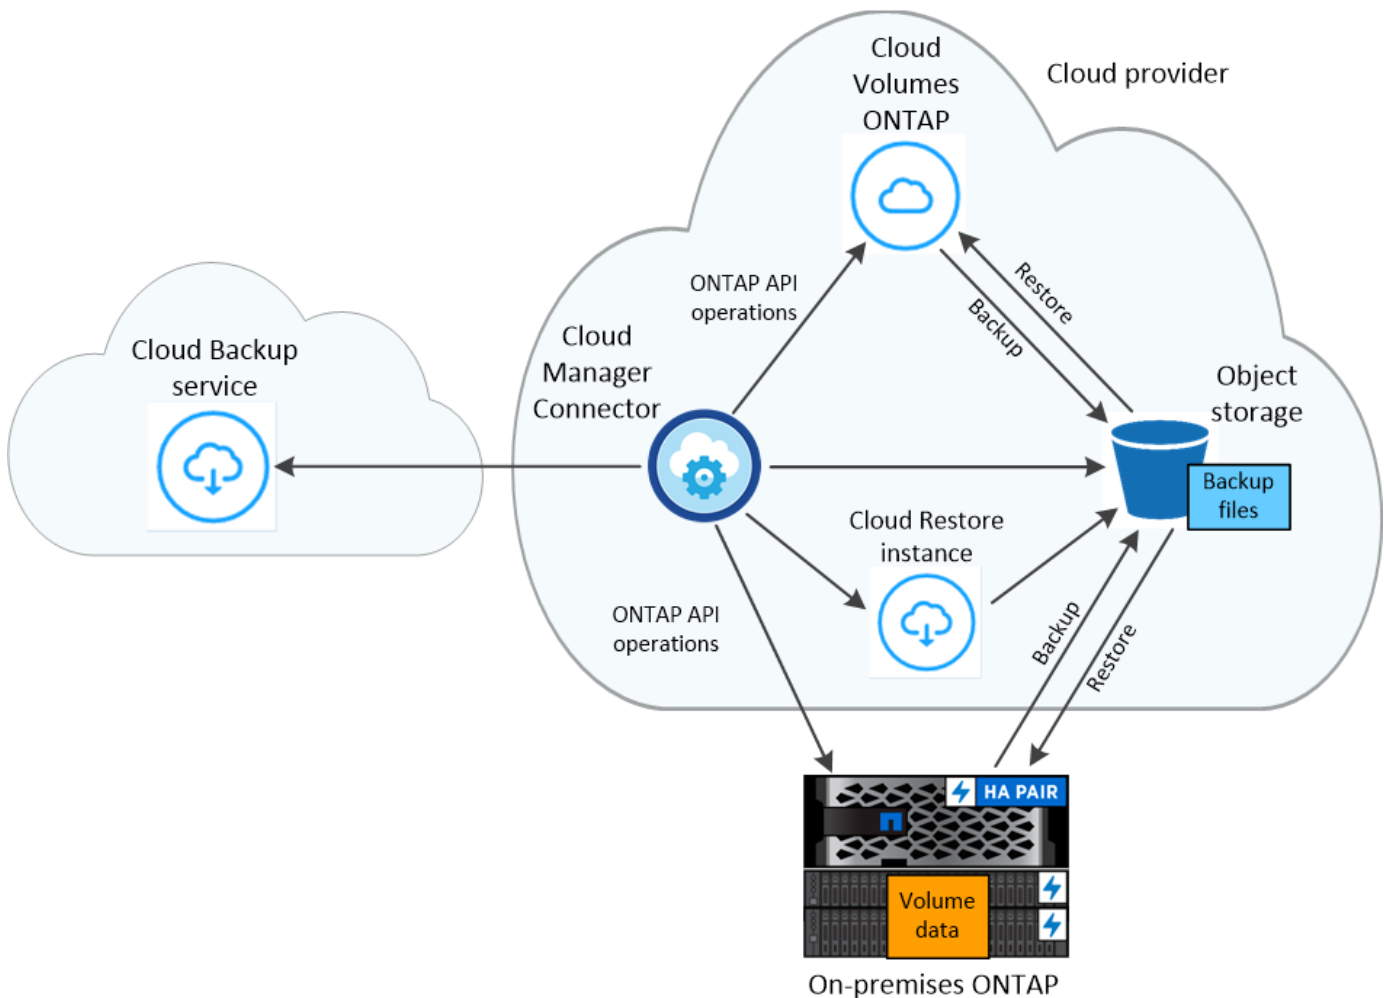 Cloud
Volumes
ONTAP
Cloud provider
ONTAP API
operations
Restore
Backup
Cloud Backup
service
Cloud
Manager
Connector
Object
storage
Backup
files
Cloud Restore
instance
ONTAP API
operations
Backup
Restore
HA PAIR
Volume
data
On-premises ONTAP